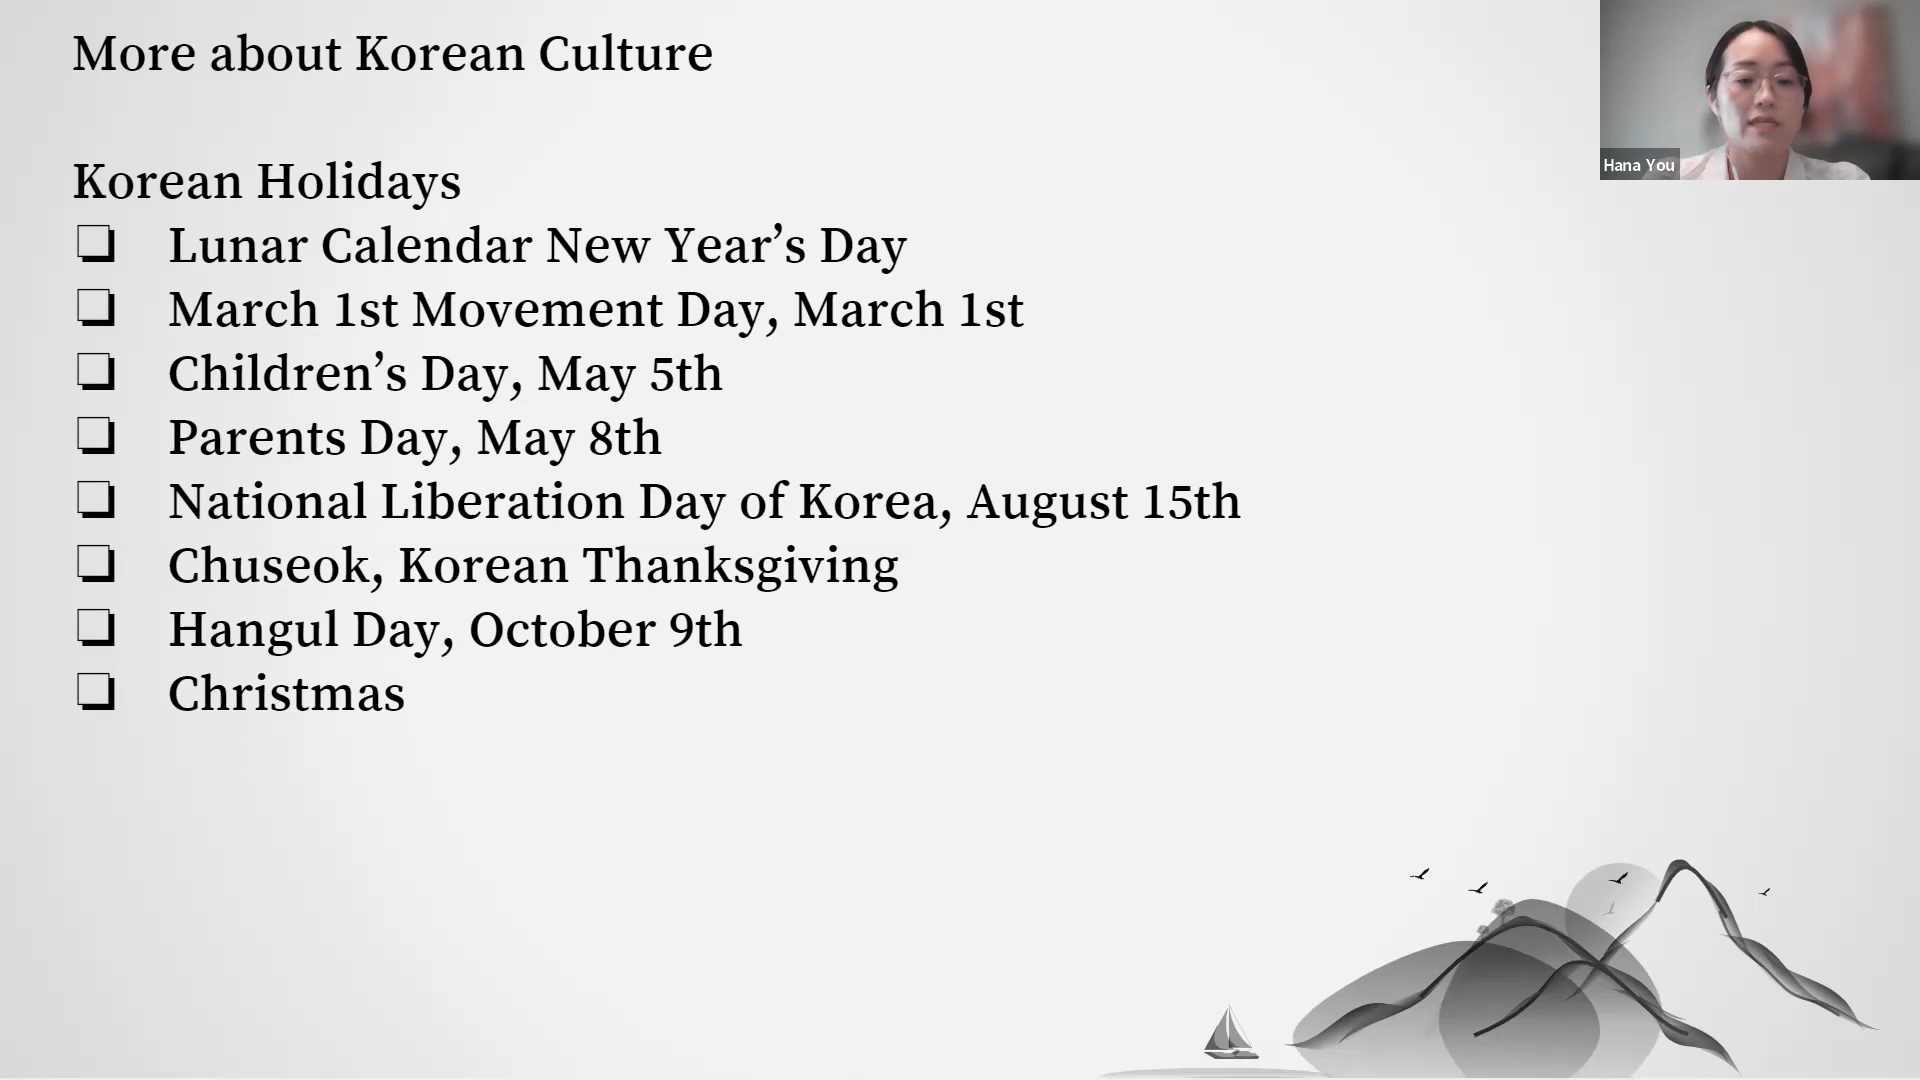 More about Korean Culture
Korean Holidays
❏ Lunar Calendar New Year’s Day
❏ March 1st Movement Day, March 1st
❏ Children’s Day, May 5th
❏ Parents Day, May 8th
❏ National Liberation Day of Korea, August 15th
❏ Chuseok, Korean Thanksgiving
❏ Hangul Day, October 9th
❏ Christmas
Hana You